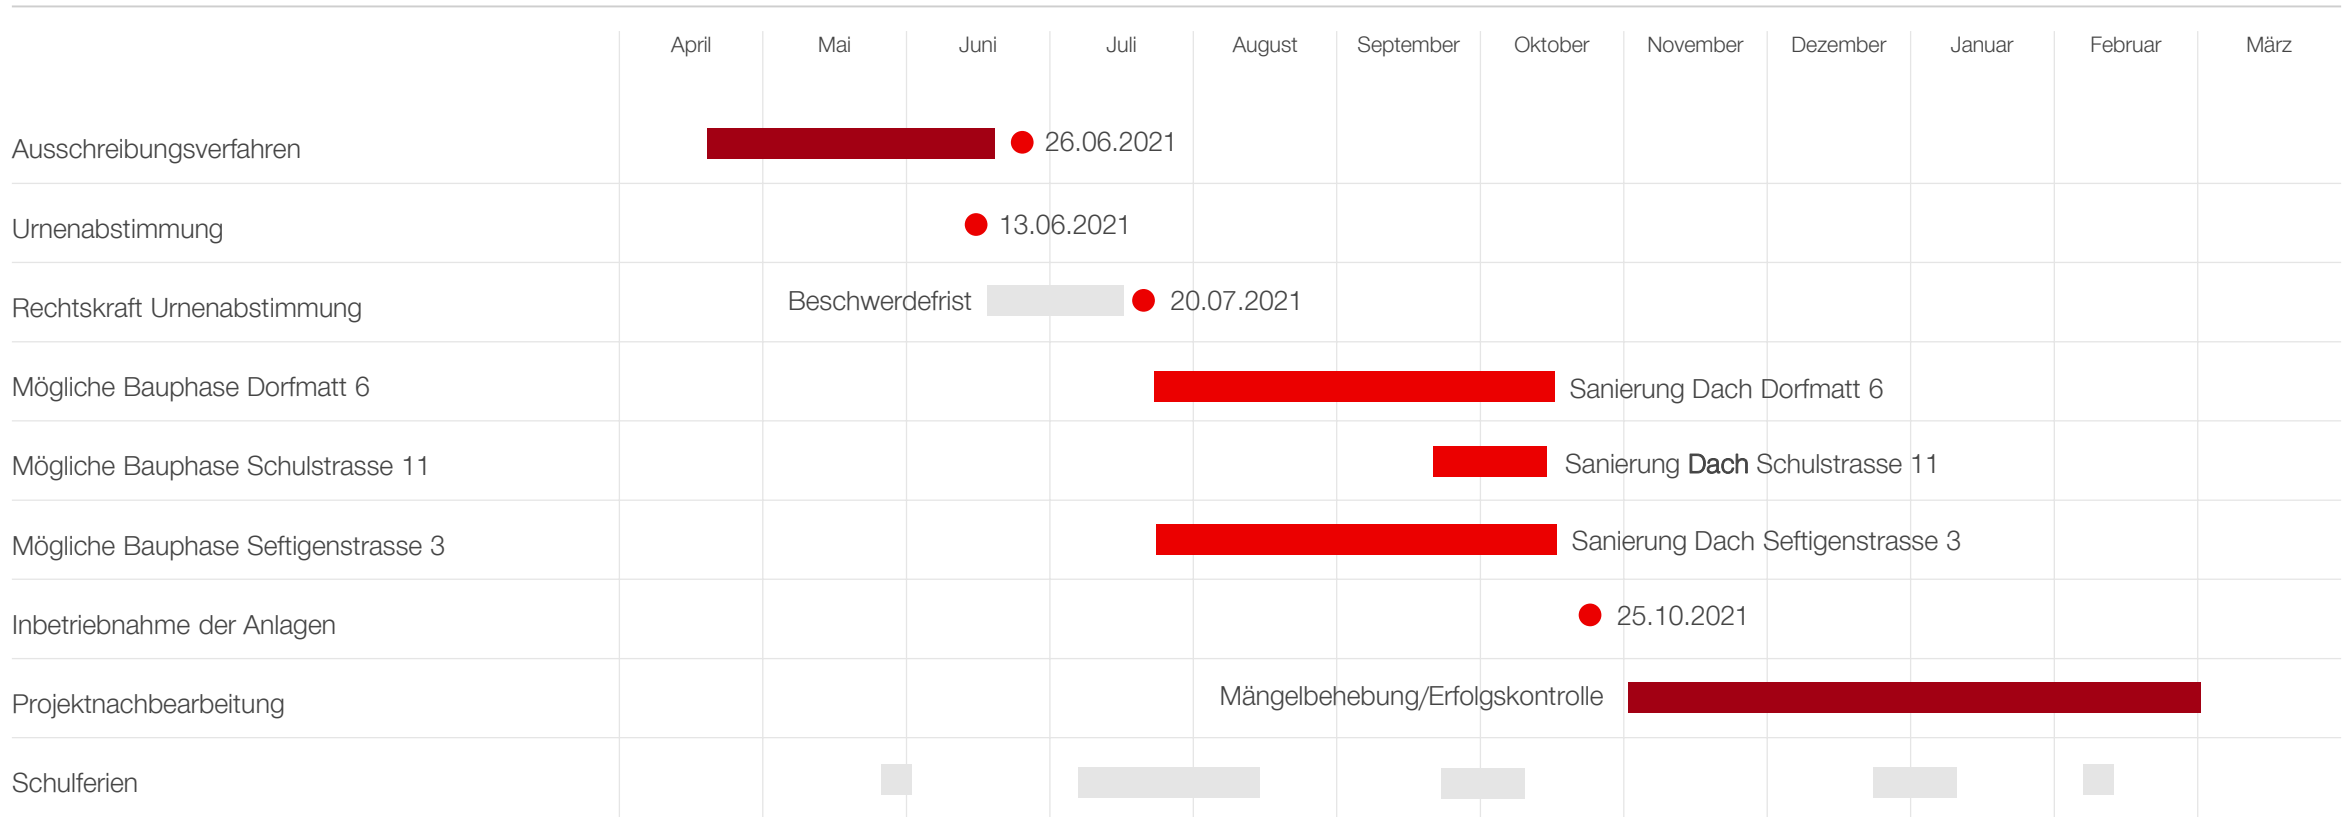 April Mai Juni Juli August September Oktober November Dezember Januar Februar März
Ausschreibungsverfahren 26.06.2021
Urnenabstimmung 13.06.2021
Rechtskraft Urnenabstimmung Beschwerdefrist 20.07.2021
Mögliche Bauphase Dorfmatt 6 Sanierung Dach Dorfmatt 6
Mögliche Bauphase Schulstrasse 11 Sanierung Dach Schulstrasse 11
Mögliche Bauphase Seftigenstrasse 3 Sanierung Dach Seftigenstrasse 3
Inbetriebnahme der Anlagen 25.10.2021
Projektnachbearbeitung Mängelbehebung/Erfolgskontrolle
Schulferien